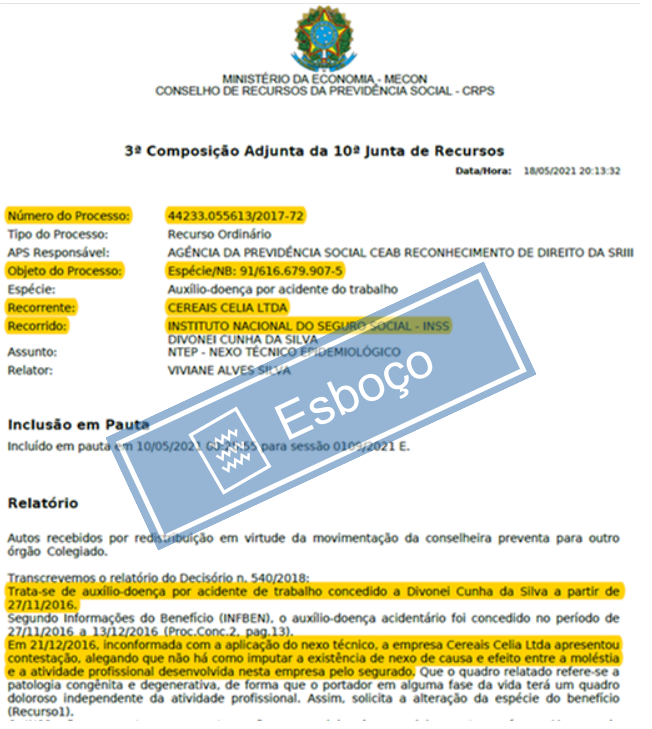 MINISTÉRIO DA ECONOMIA - MECON
CONSELHO DE RECURSOS DA PREVIDÊNCIA SOCIAL - CRPS
3ª Composição Adjunta da 10ª Junta de Recursos
Data/Hora: 18/05/2021 20:13:32
Número do Processo: 44233.055613/2017-72
Tipo do Processo: Recurso Ordinário
APS Responsável: AGÊNCIA DA PREVIDÊNCIA SOCIAL CEAB RECONHECIMENTO DE DIREITO DA SRIII
Objeto do Processo: Espécie/NB: 91/616.679.907-5
Espécie: Auxílio-doença por acidente do trabalho
Recorrente: CEREAIS CELIA LTDA
Recorrido: INSTITUTO NACIONAL DO SEGURO SOCIAL - INSS
DIVONEI CUNHA DA SILVA
Assunto: NTEP - NEXO TÉCNICO EPIDEMIOLÓGICO
Relator: VIVIANE ALVES SILVA
Esboço
Inclusão em Pauta
Incluído em pauta em 10/05/2021 para sessão 0109/2021 E.
Relatório
Autos recebidos por redistribuição em virtude da movimentação da conselheira preventa para outro
órgão Colegiado.
Transcrevemos o relatório do Decisório n. 540/2018:
Trata-se de auxílio-doença por acidente de trabalho concedido a Divonei Cunha da Silva a partir de
27/11/2016.
Segundo Informações do Benefício (INFBEN), o auxílio-doença acidentário foi concedido no período de
27/11/2016 a 13/12/2016 (Proc.Conc.2, pag.13).
Em 21/12/2016, inconformada com a aplicação do nexo técnico, a empresa Cereais Celia Ltda apresentou
contestação, alegando que não há como imputar a existência de nexo de causa e efeito entre a moléstia
e a atividade profissional desenvolvida nesta empresa pelo segurado. Que o quadro relatado refere-se a
patologia congênita e degenerativa, de forma que o portador em alguma fase da vida terá um quadro
doloroso independente da atividade profissional. Assim, solicita a alteração da espécie do benefício
(Recurso1).